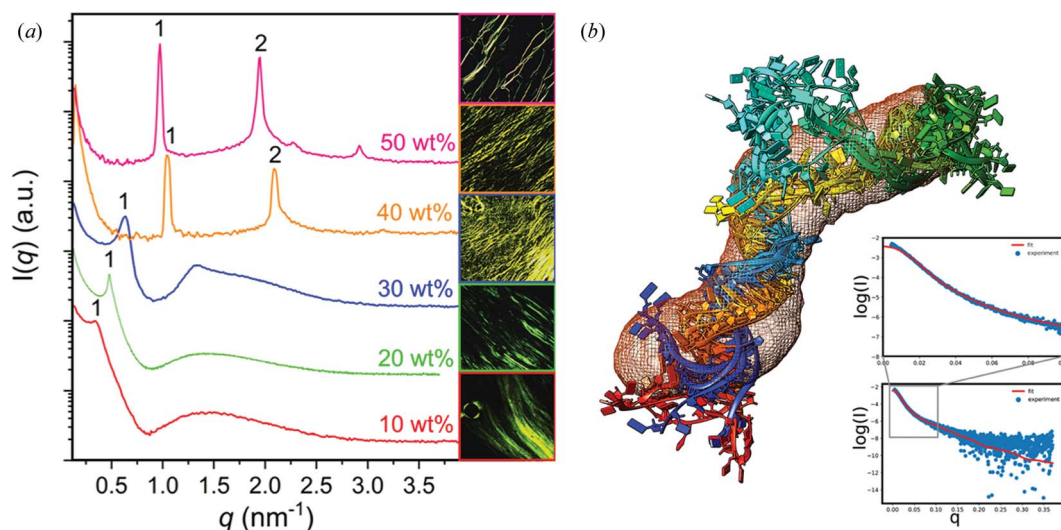 (a)
I(q) (a.u.)
1
2
50 wt%
1
2
40 wt%
1
30 wt%
1
20 wt%
1
10 wt%
0.5
1.0
1.5
2.0
2.5
3.0
3.5
q (nm-1)
(b)
log(I)
−2
−3
−4
−5
−6
−7
−8
fit
experiment
0.00
0.02
0.04
0.06
0.08
log(I)
−2
−4
−6
−8
−10
−12
−14
fit
experiment
0.00
0.05
0.10
0.15
0.20
0.25
0.30
0.35
q